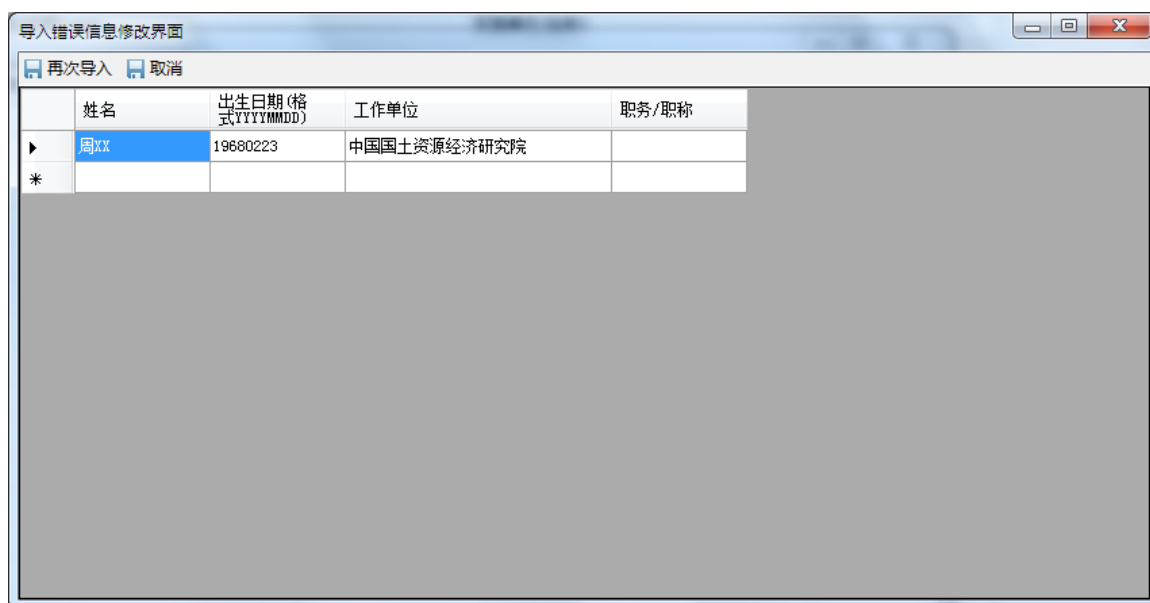 导入错误信息修改界面
再次导入 取消
姓名 出生日期(格式YYYYMMDD) 工作单位 职务/职称
周XX 19680223 中国国土资源经济研究院